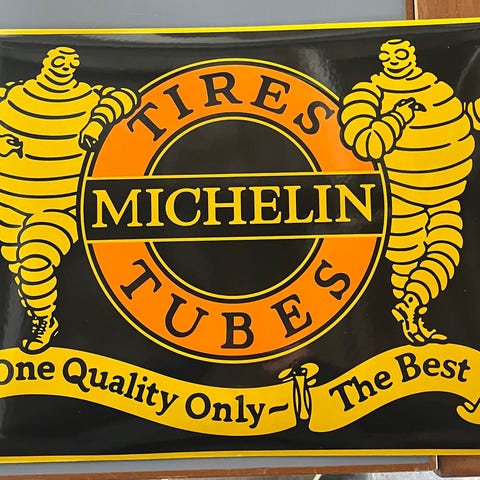 TIRES
MICHELIN
TUBES
One Quality Only~ The Best